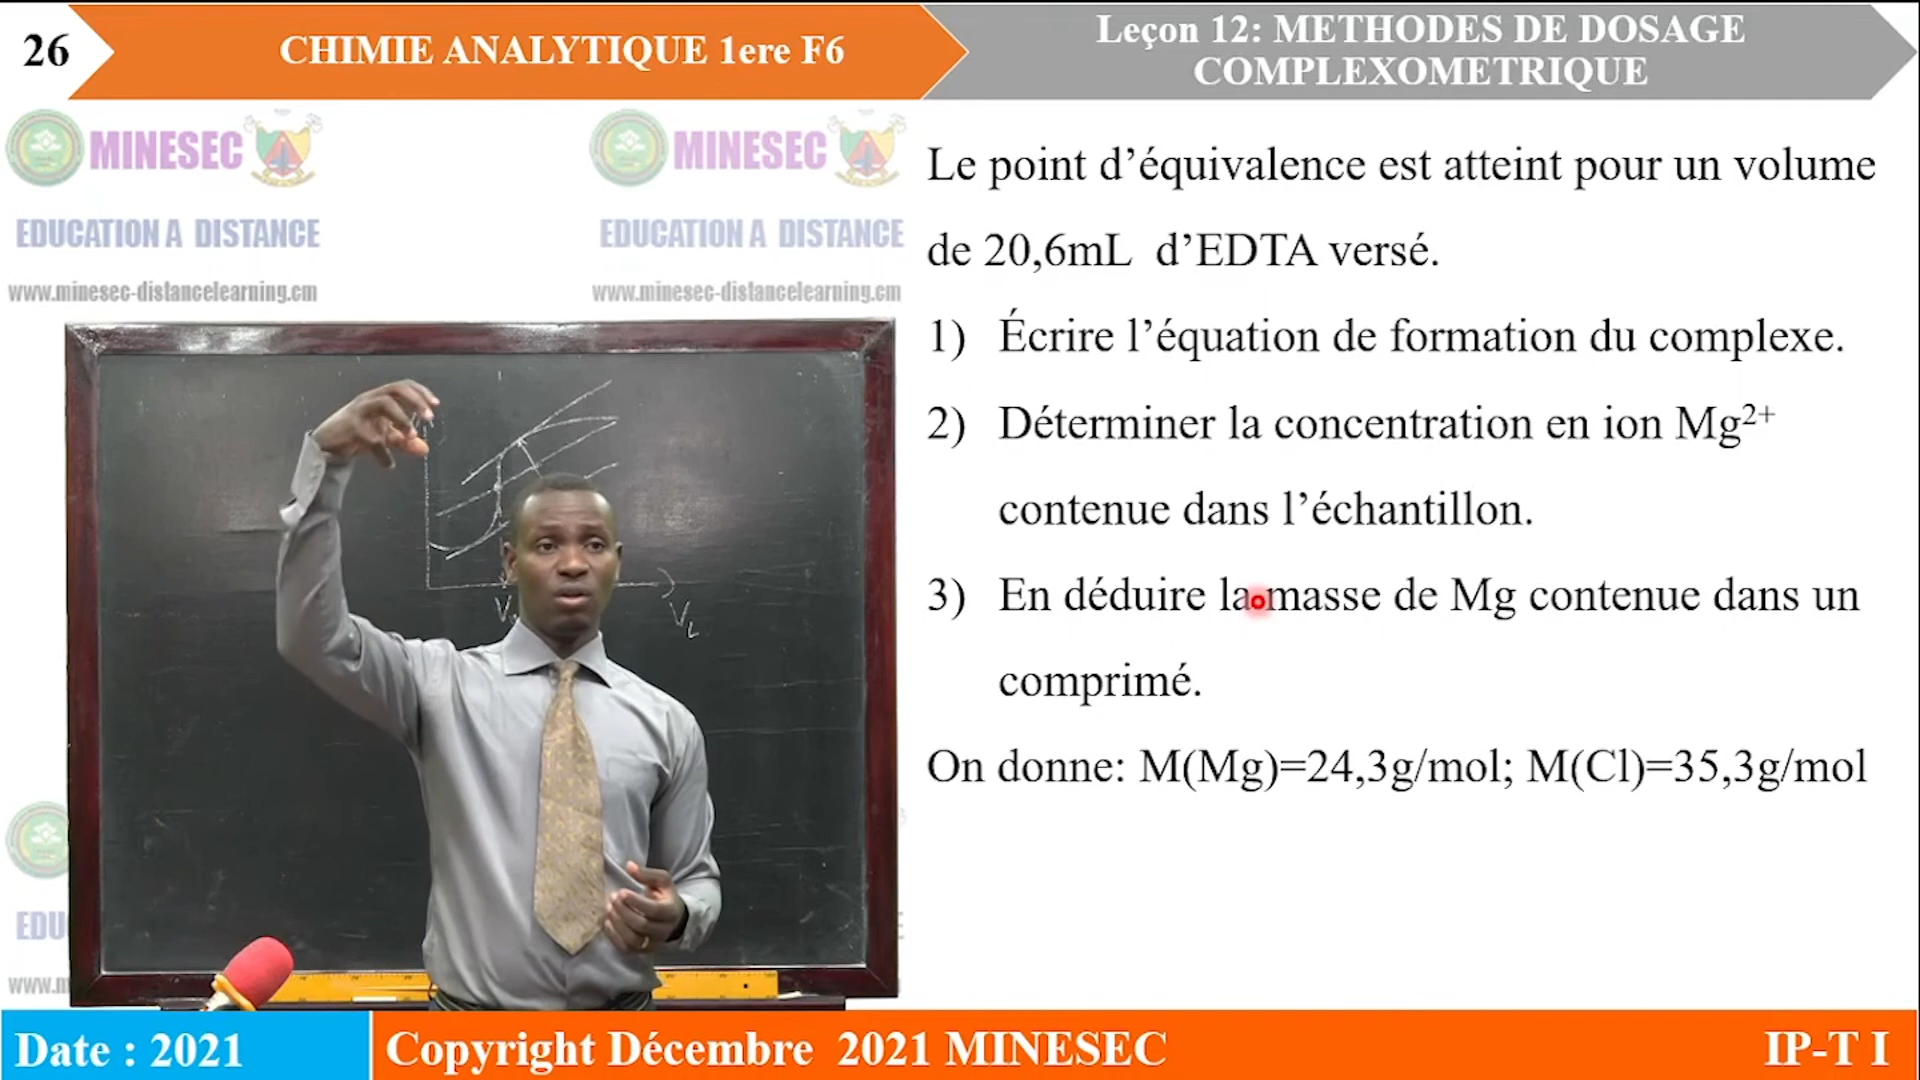 26
CHIMIE ANALYTIQUE 1ere F6
Leçon 12: METHODES DE DOSAGE
COMPLEXOMETRIQUE
MINESEC
EDUCATION A DISTANCE
www.minesec-distancelearning.cm
MINESEC
EDUCATION A DISTANCE
www.minesec-distancelearning.cm
Le point d’équivalence est atteint pour un volume
de 20,6mL d’EDTA versé.
1) Écrire l’équation de formation du complexe.
2) Déterminer la concentration en ion Mg²⁺
contenue dans l’échantillon.
3) En déduire la masse de Mg contenue dans un
comprimé.
On donne: M(Mg)=24,3g/mol; M(Cl)=35,3g/mol
V
V_L
EDU
www.m
Date : 2021
Copyright Décembre 2021 MINESEC
IP-T I